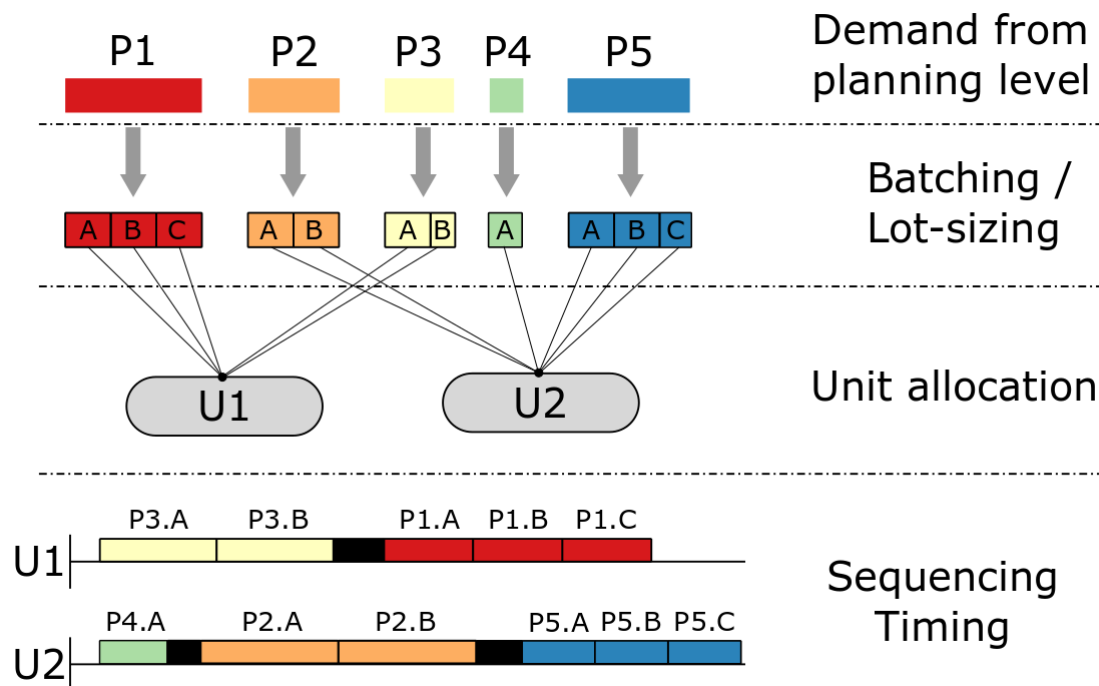 P1 P2 P3 P4 P5
Demand from
planning level
Batching /
Lot-sizing
A B C A B A B A A B C
U1 U2
Unit allocation
P3.A P3.B P1.A P1.B P1.C
U1
Sequencing
Timing
P4.A P2.A P2.B P5.A P5.B P5.C
U2